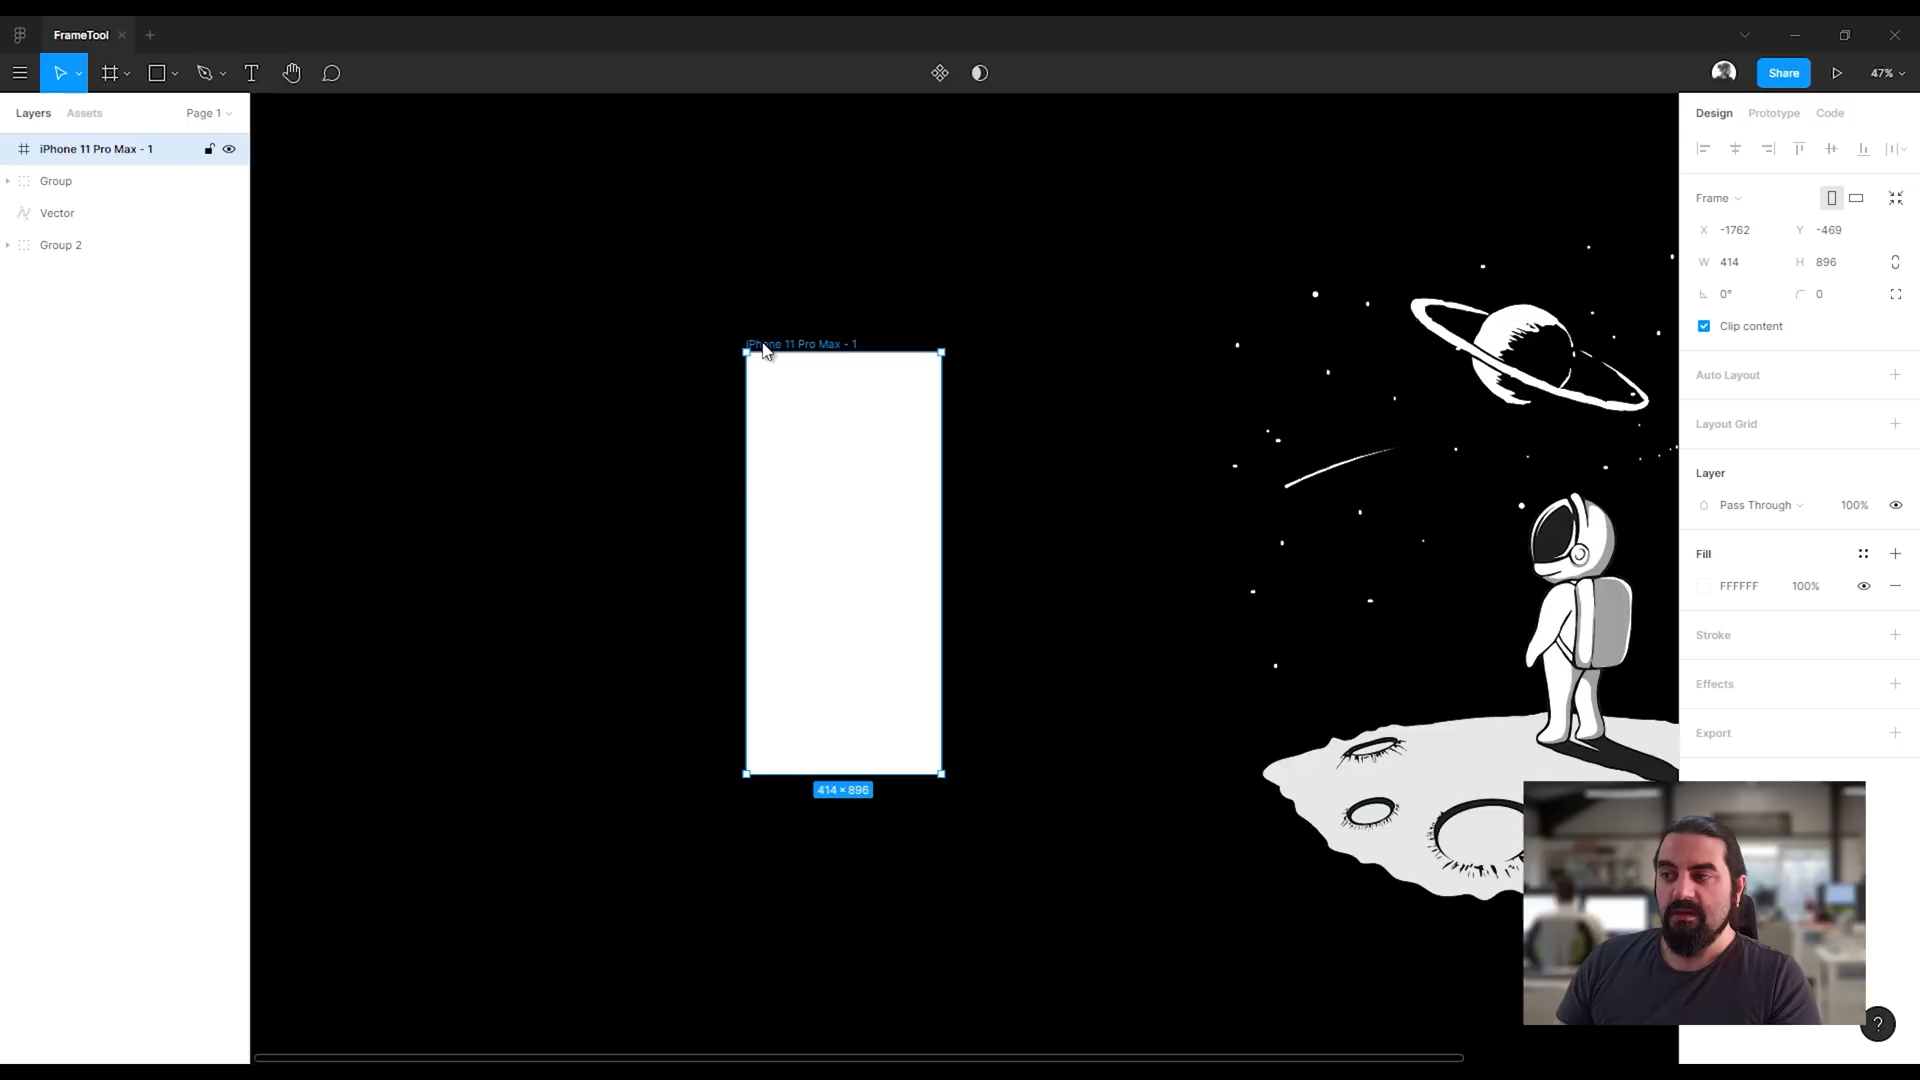 FrameTool
Share
47%
Layers Assets Page 1
iPhone 11 Pro Max - 1
Group
Vector
Group 2
iPhone 11 Pro Max - 1
414 × 896
Design Prototype Code
Frame
X -1762 Y -469
W 414 H 896
0° 0
Clip content
Auto Layout
Layout Grid
Layer
Pass Through 100%
Fill
FFFFFF 100%
Stroke
Effects
Export
?